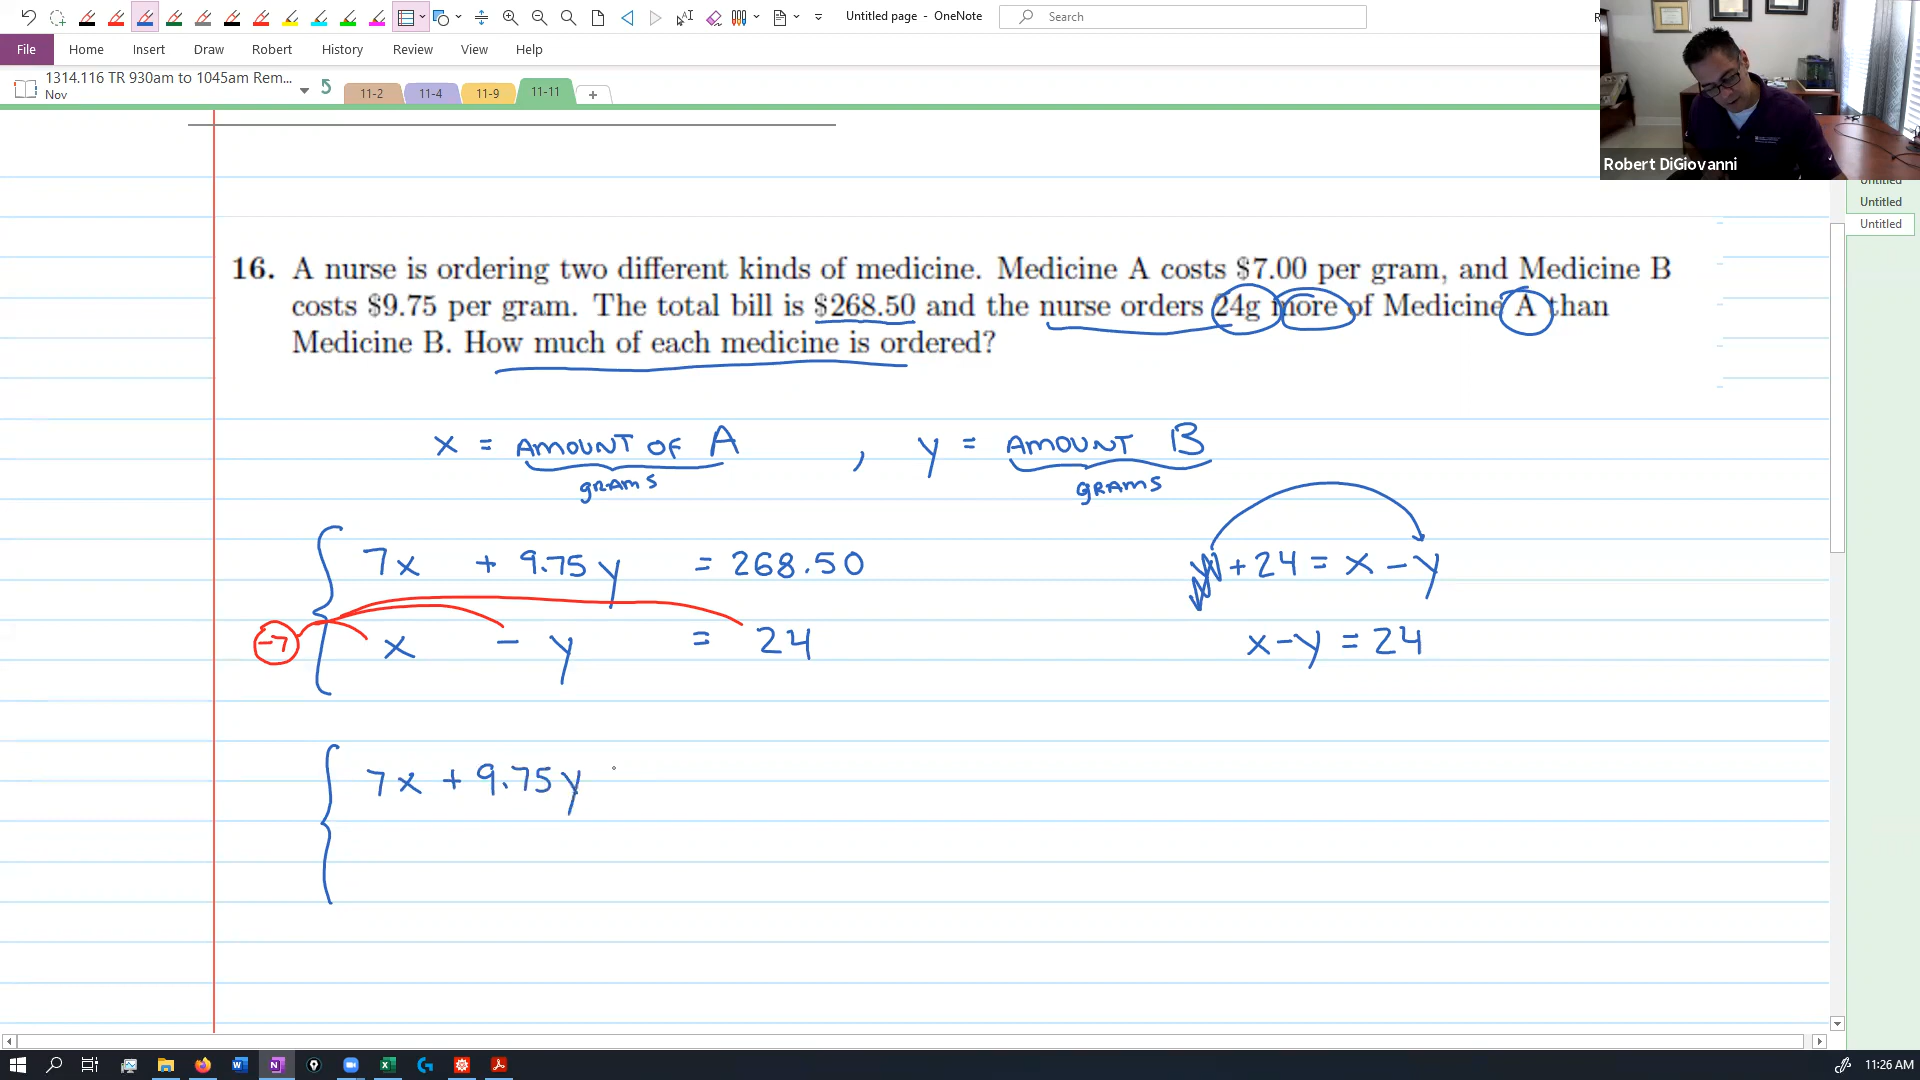 Untitled page - OneNote
Search
File Home Insert Draw Robert History Review View Help
1314.116 TR 930am to 1045am Rem...
Nov
11-2 11-4 11-9 11-11
Robert DiGiovanni
Untitled
Untitled
Untitled
16. A nurse is ordering two different kinds of medicine. Medicine A costs $7.00 per gram, and Medicine B
costs $9.75 per gram. The total bill is $268.50 and the nurse orders 24g more of Medicine A than
Medicine B. How much of each medicine is ordered?
x = AMOUNT OF A , y = AMOUNT B
GRAMS GRAMS
7x + 9.75y = 268.50
+24 = x - y
-7 x - y = 24
x - y = 24
7x + 9.75y
11:26 AM